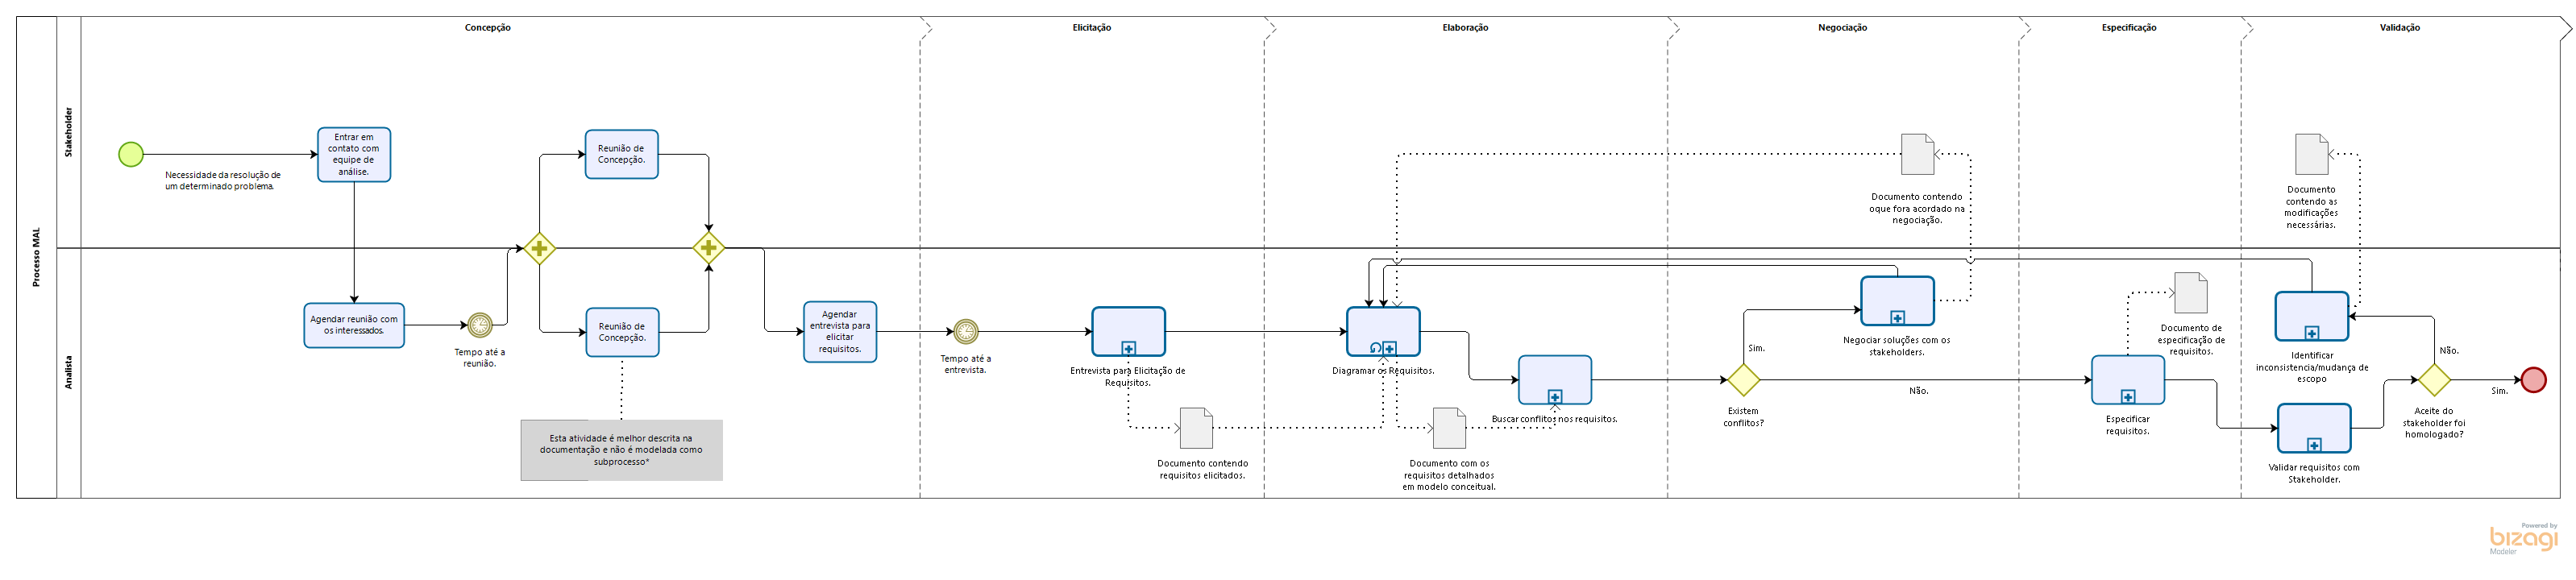 Concepção
Elicitação
Elaboração
Negociação
Especificação
Validação
Processo MAL
Stakeholder
Necessidade da resolução de
um determinado problema.
Entrar em
contato com
equipe de
análise.
Reunião de
Concepção.
Documento contendo
oque fora acordado na
negociação.
Documento
contendo as
modificações
necessárias.
Analista
Agendar reunião com
os interessados.
Tempo até a
reunião.
Reunião de
Concepção.
Esta atividade é melhor descrita na
documentação e não é modelada como
subprocesso*
Agendar
entrevista para
elicitar
requisitos.
Tempo até a
entrevista.
Entrevista para Elicitação de
Requisitos.
Documento contendo
requisitos elicitados.
Diagramar os Requisitos.
Documento com os
requisitos detalhados
em modelo conceitual.
Buscar conflitos nos requisitos.
Existem
conflitos?
Sim.
Não.
Negociar soluções com os
stakeholders.
Documento de
especificação de
requisitos.
Especificar
requisitos.
Identificar
inconsistencia/mudança de
escopo
Validar requisitos com
Stakeholder.
Não.
Aceite do
stakeholder foi
homologado?
Sim.
Powered by
bizagi
Modeler